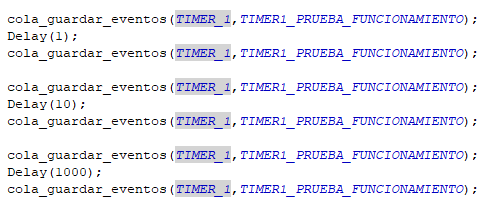 cola_guardar_eventos(TIMER_1,TIMER1_PRUEBA_FUNCIONAMIENTO);
Delay(1);
cola_guardar_eventos(TIMER_1,TIMER1_PRUEBA_FUNCIONAMIENTO);
cola_guardar_eventos(TIMER_1,TIMER1_PRUEBA_FUNCIONAMIENTO);
Delay(10);
cola_guardar_eventos(TIMER_1,TIMER1_PRUEBA_FUNCIONAMIENTO);
cola_guardar_eventos(TIMER_1,TIMER1_PRUEBA_FUNCIONAMIENTO);
Delay(1000);
cola_guardar_eventos(TIMER_1,TIMER1_PRUEBA_FUNCIONAMIENTO);